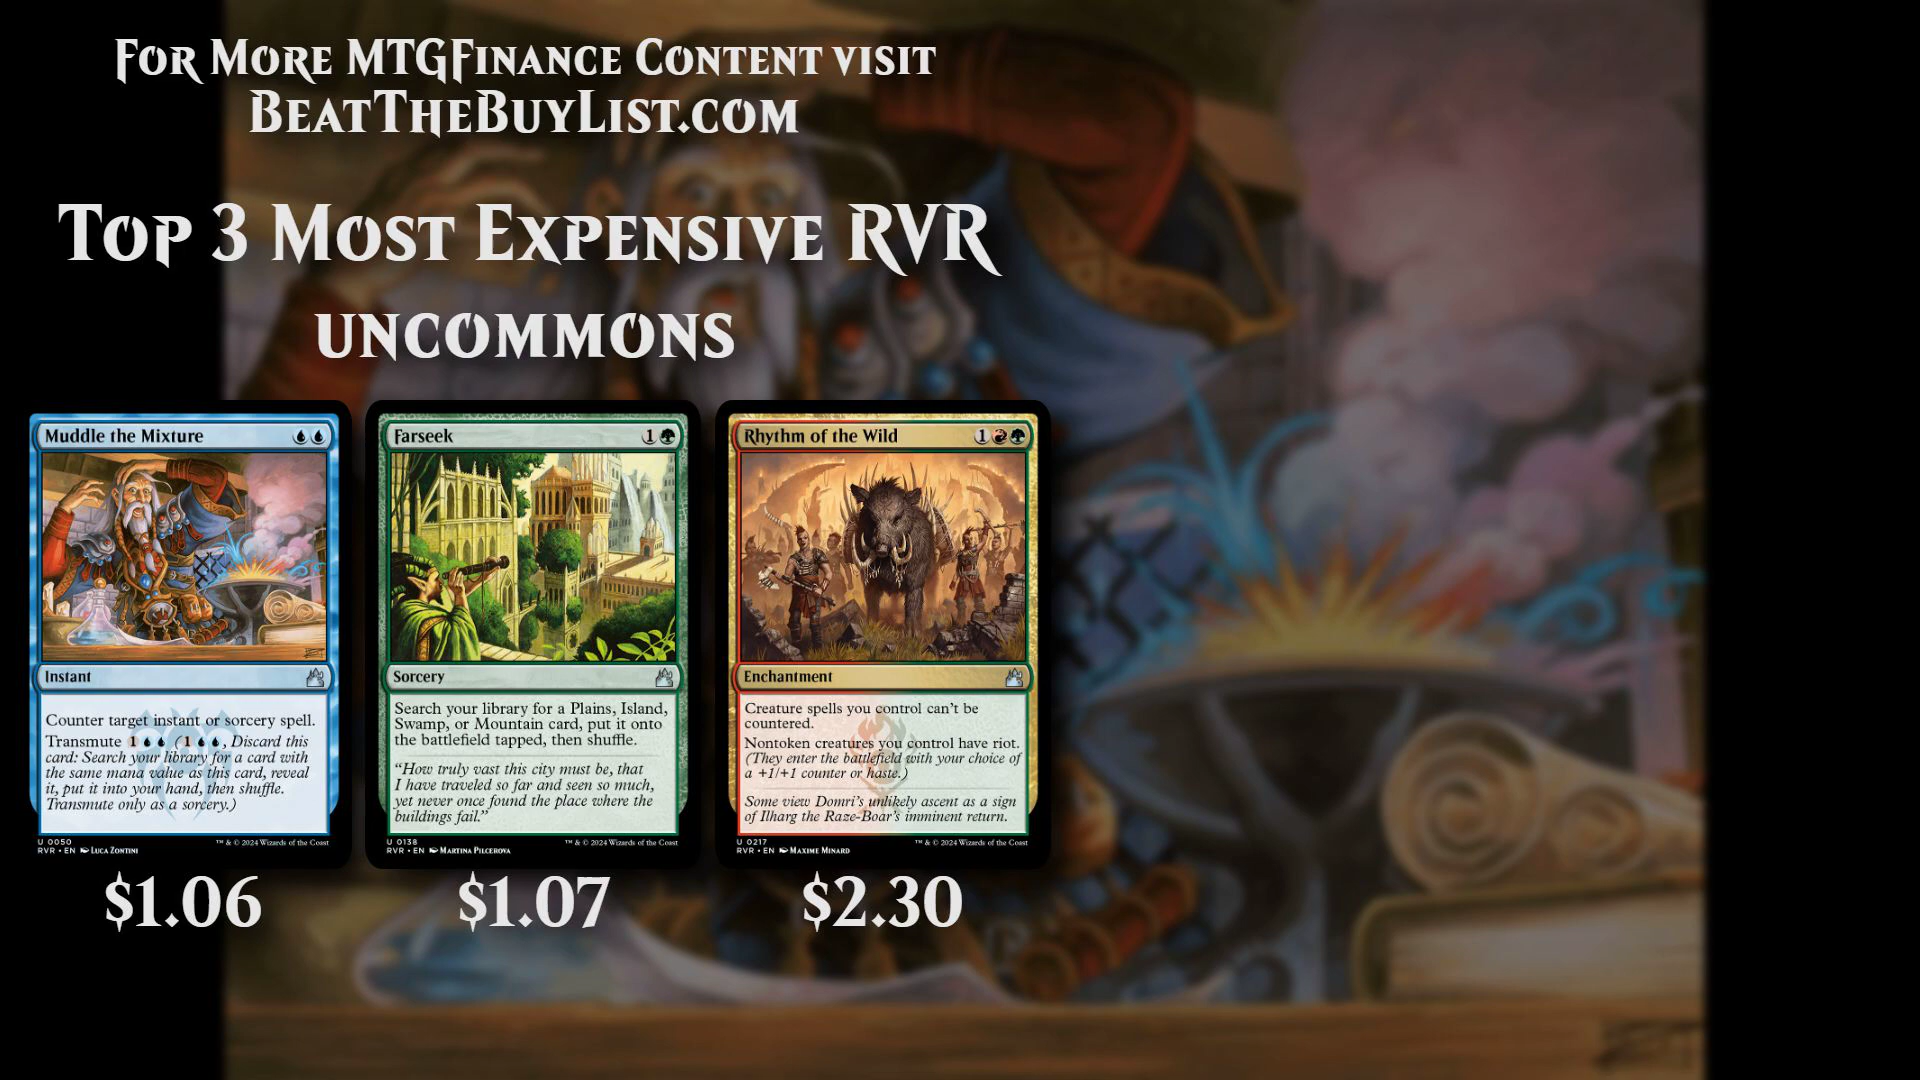 For More MTGFinance Content visit
BeatTheBuyList.com
Top 3 Most Expensive RVR
uncommons
Muddle the Mixture
Instant
Counter target instant or sorcery spell.
Transmute 1 (1, Discard this
card: Search your library for a card with
the same mana value as this card, reveal
it, put it into your hand, then shuffle.
Transmute only as a sorcery.)
U 0050
RVR • EN Luca Zontini
™ & © 2024 Wizards of the Coast
$1.06
Farseek 1
Sorcery
Search your library for a Plains, Island,
Swamp, or Mountain card, put it onto
the battlefield tapped, then shuffle.
“How truly vast this city must be, that
I have traveled so far and seen so much,
yet never once found the place where the
buildings fail.”
U 0138
RVR • EN Martina Pilcerova
™ & © 2024 Wizards of the Coast
$1.07
Rhythm of the Wild 1
Enchantment
Creature spells you control can't be
countered.
Nontoken creatures you control have riot.
(They enter the battlefield with your choice of
a +1/+1 counter or haste.)
Some view Domri's unlikely ascent as a sign
of Ilharg the Raze-Boar's imminent return.
U 0217
RVR • EN Maxime Minard
™ & © 2024 Wizards of the Coast
$2.30